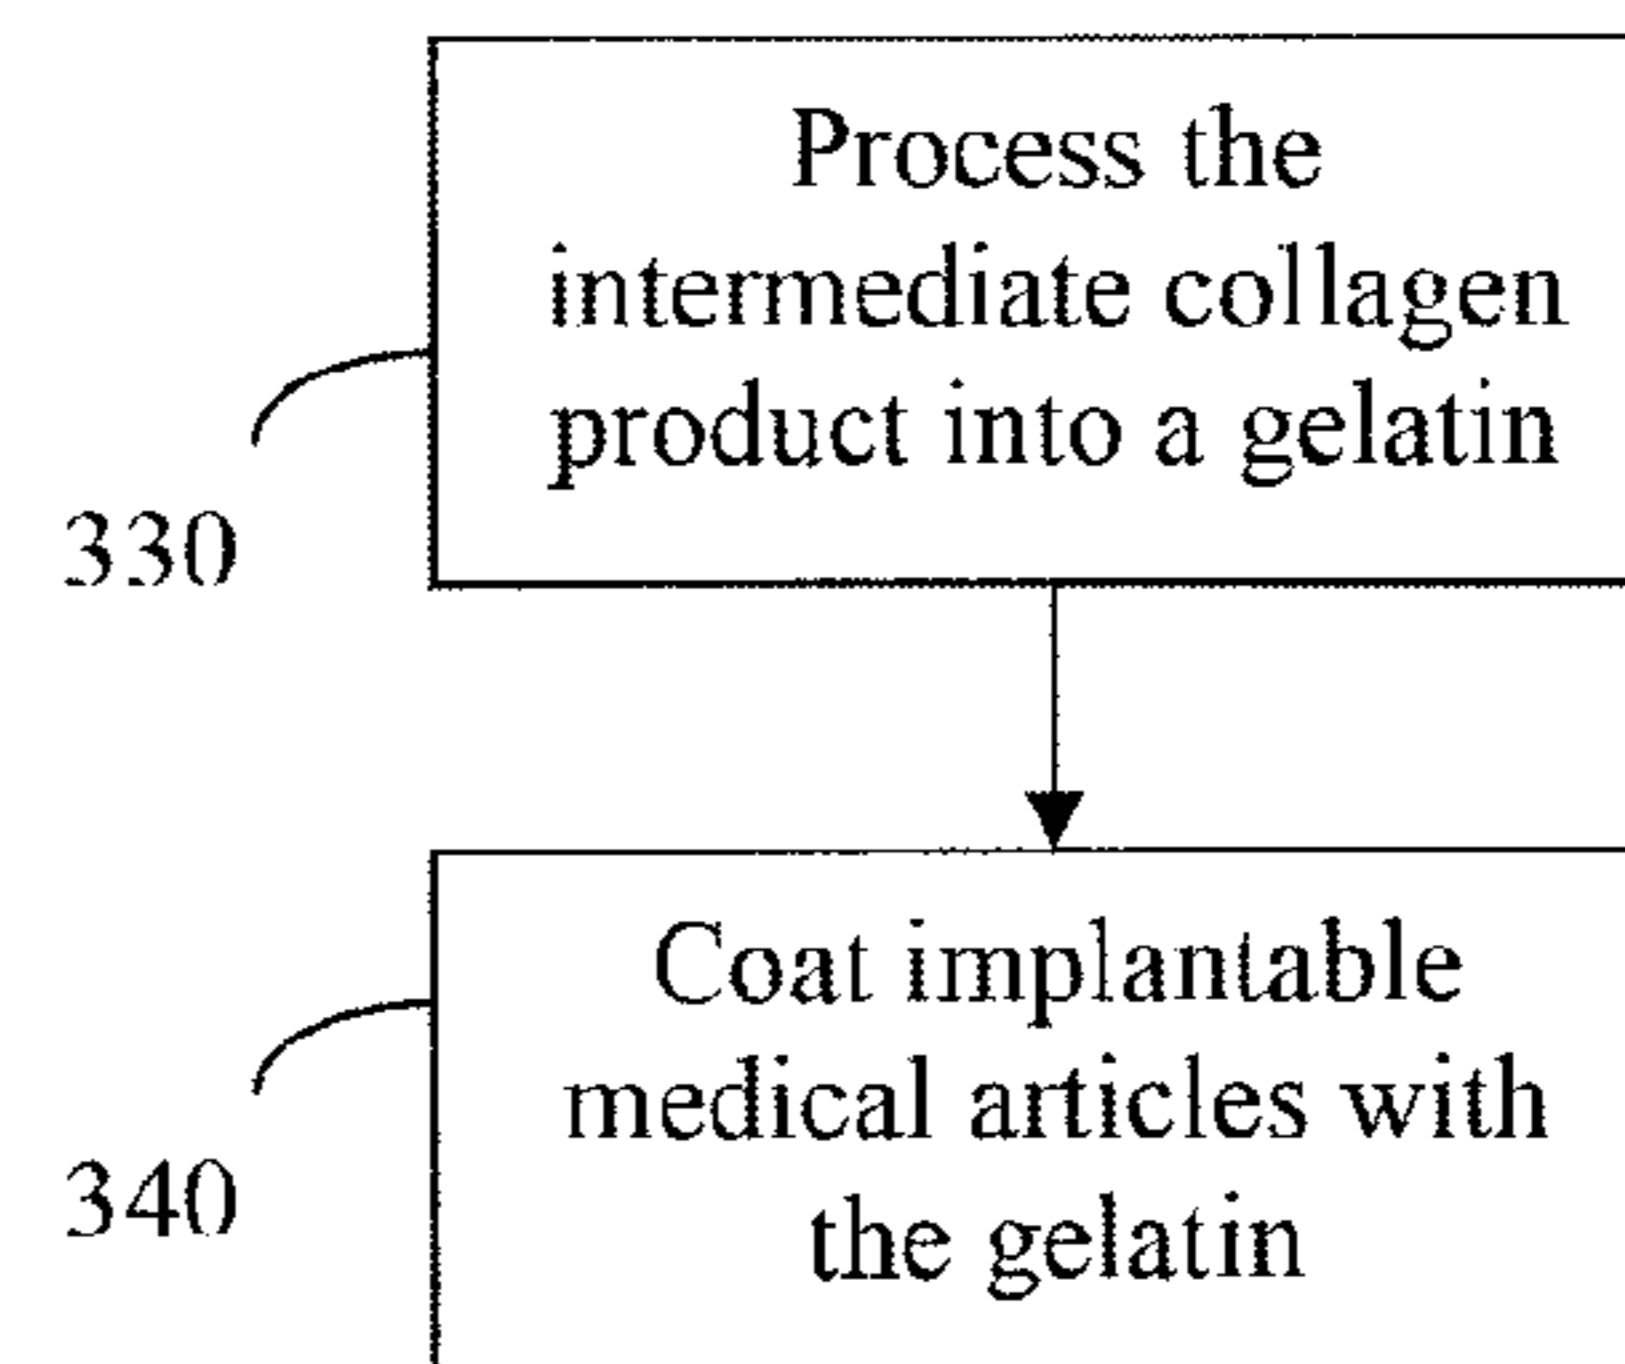 Process the
intermediate collagen
product into a gelatin
330
Coat implantable
medical articles with
the gelatin
340